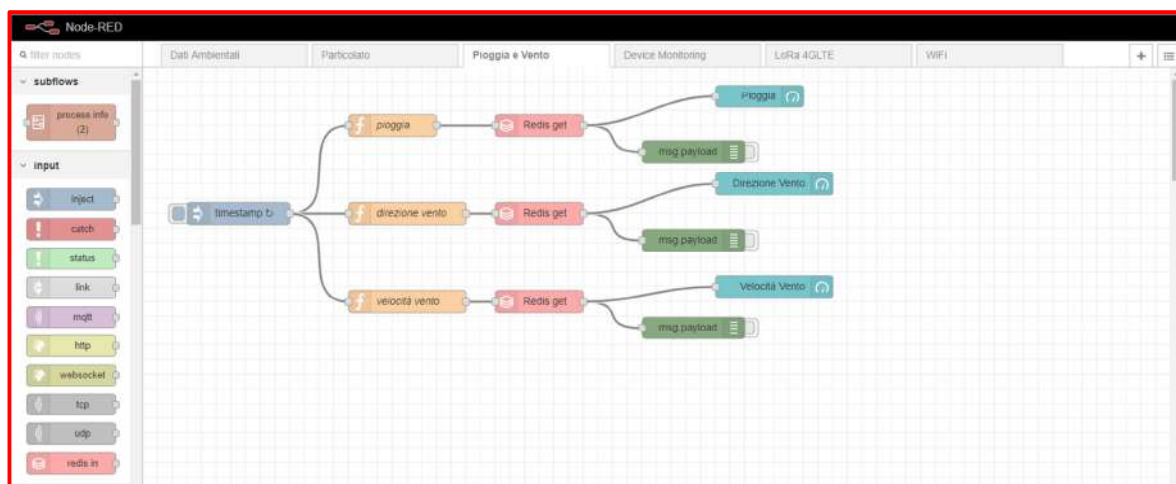 Node-RED
filter nodes
Dati Ambientali
Particolato
Pioggia e Vento
Device Monitoring
LoRa 4GLTE
WiFi
+
subflows
process info
(2)
input
inject
catch
status
link
mqtt
http
websocket
tcp
udp
redis in
timestamp ↻
pioggia
Redis get
Pioggia
msg.payload
direzione vento
Redis get
Direzione Vento
msg.payload
velocità vento
Redis get
Velocità Vento
msg.payload